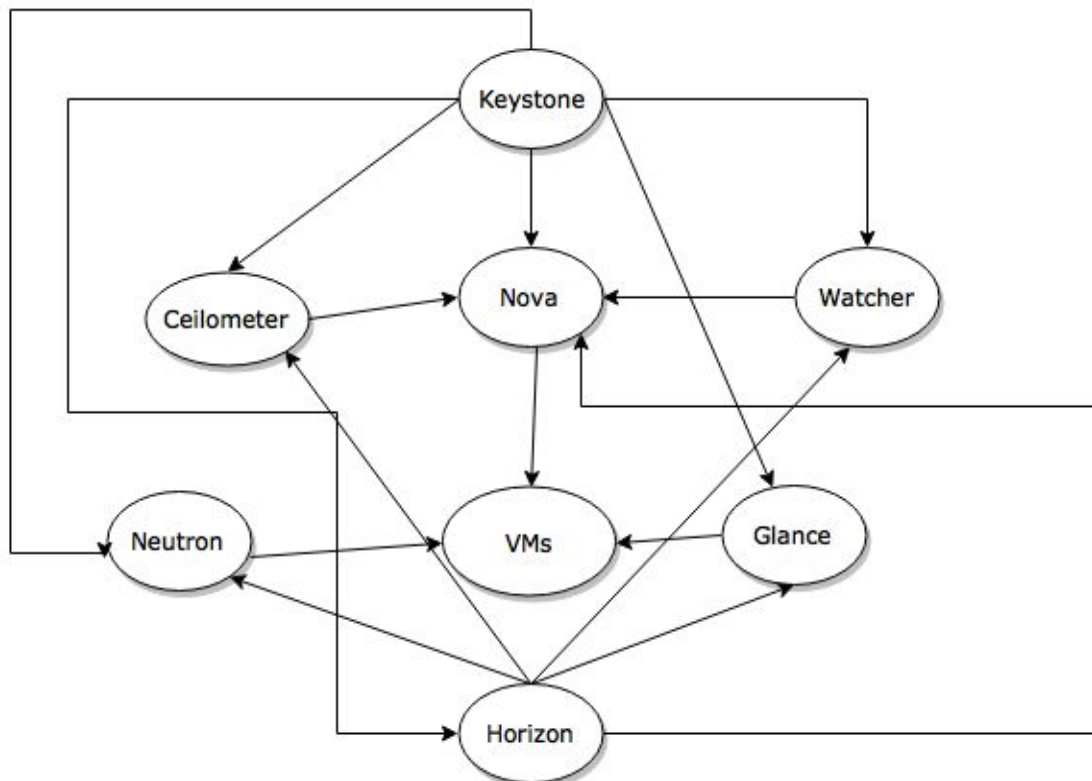 Keystone
Nova
Watcher
Ceilometer
Neutron
VMs
Glance
Horizon